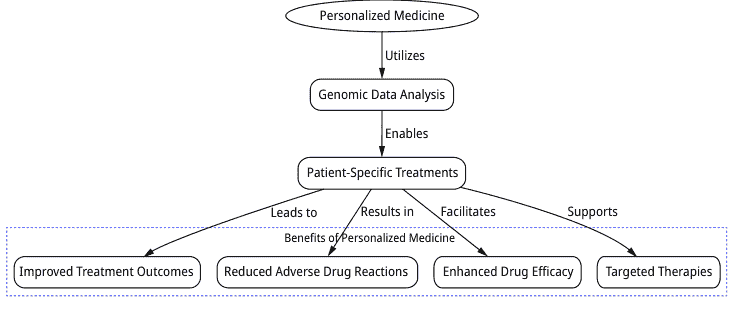 Personalized Medicine
Utilizes
Genomic Data Analysis
Enables
Patient-Specific Treatments
Leads to
Results in
Facilitates
Supports
Benefits of Personalized Medicine
Improved Treatment Outcomes
Reduced Adverse Drug Reactions
Enhanced Drug Efficacy
Targeted Therapies